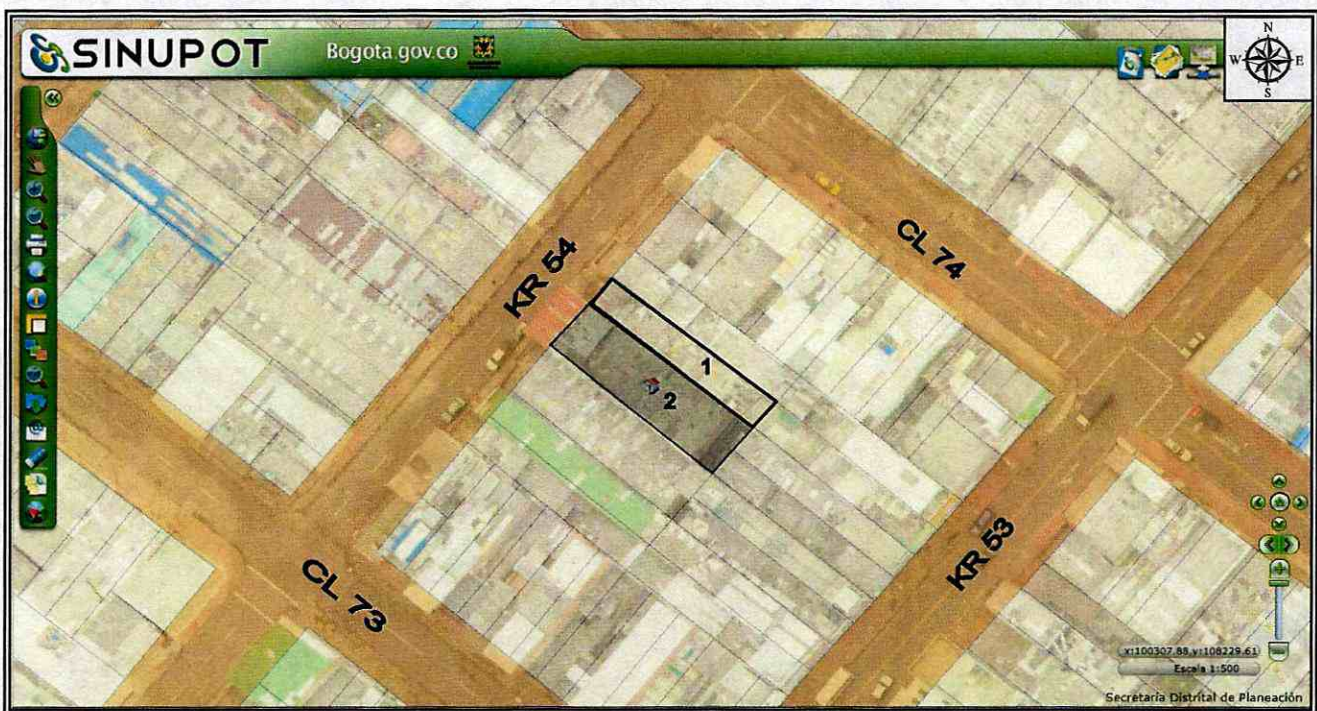 SINUPOT
Bogota.gov.co
N
W E
S
KR 54
CL 74
1
2
CL 73
KR 53
x:100307.88,y:108229.61
Escala 1:500
Secretaría Distrital de Planeación